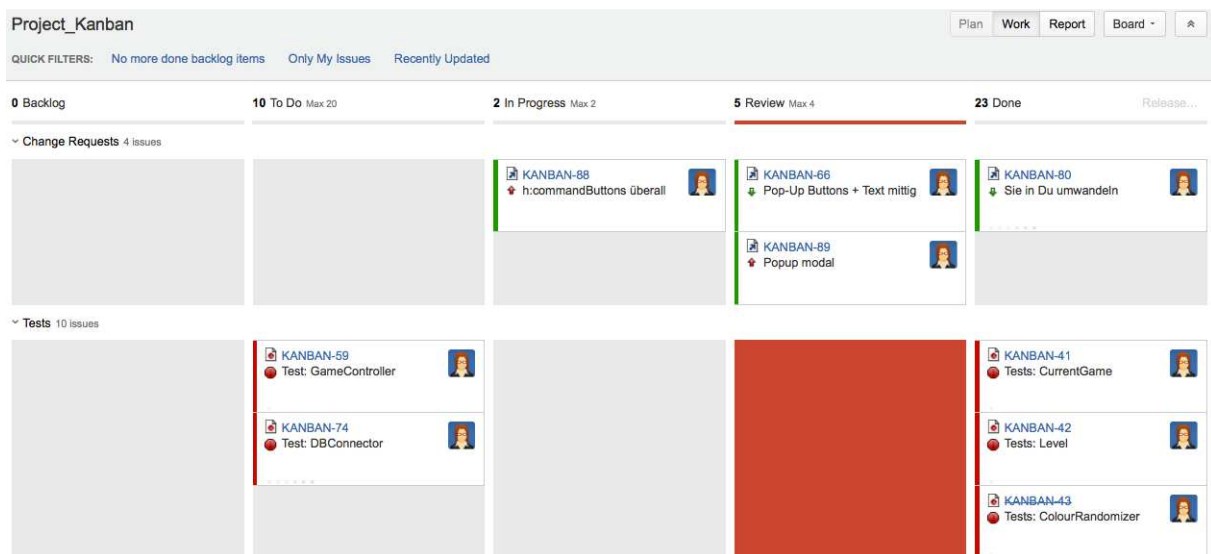 Project_Kanban
Plan Work Report Board
QUICK FILTERS: No more done backlog items Only My Issues Recently Updated
0 Backlog 10 To Do Max 20 2 In Progress Max 2 5 Review Max 4 23 Done Release...
Change Requests 4 issues
KANBAN-88 KANBAN-66 KANBAN-80
h:commandButtons überall Pop-Up Buttons + Text mittig Sie in Du umwandeln
KANBAN-89
Popup modal
Tests 10 issues
KANBAN-59 KANBAN-41
Test: GameController Tests: CurrentGame
KANBAN-74 KANBAN-42
Test: DBConnector Tests: Level
KANBAN-43
Tests: ColourRandomizer